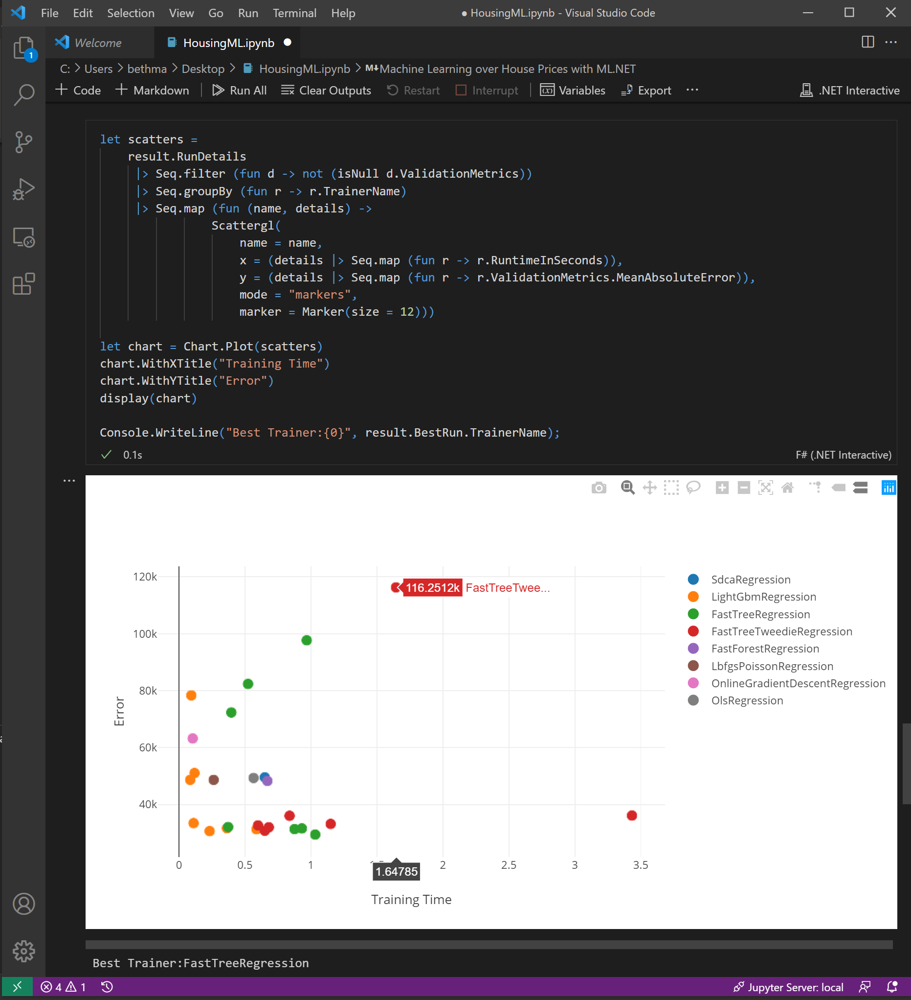 File Edit Selection View Go Run Terminal Help
● HousingML.ipynb - Visual Studio Code
1
Welcome
HousingML.ipynb
C: > Users > bethma > Desktop > HousingML.ipynb > M↓Machine Learning over House Prices with ML.NET
+ Code + Markdown Run All Clear Outputs Restart Interrupt Variables Export ... .NET Interactive
let scatters =
result.RunDetails
|> Seq.filter (fun d -> not (isNull d.ValidationMetrics))
|> Seq.groupBy (fun r -> r.TrainerName)
|> Seq.map (fun (name, details) ->
Scattergl(
name = name,
x = (details |> Seq.map (fun r -> r.RuntimeInSeconds)),
y = (details |> Seq.map (fun r -> r.ValidationMetrics.MeanAbsoluteError)),
mode = "markers",
marker = Marker(size = 12)))
let chart = Chart.Plot(scatters)
chart.WithXTitle("Training Time")
chart.WithYTitle("Error")
display(chart)
Console.WriteLine("Best Trainer:{0}", result.BestRun.TrainerName);
0.1s
F# (.NET Interactive)
120k
100k
80k
60k
40k
Error
116.2512k FastTreeTwee...
0 0.5 1 2 2.5 3 3.5
1.64785
Training Time
SdcaRegression
LightGbmRegression
FastTreeRegression
FastTreeTweedieRegression
FastForestRegression
LbfgsPoissonRegression
OnlineGradientDescentRegression
OlsRegression
Best Trainer:FastTreeRegression
4 1
Jupyter Server: local